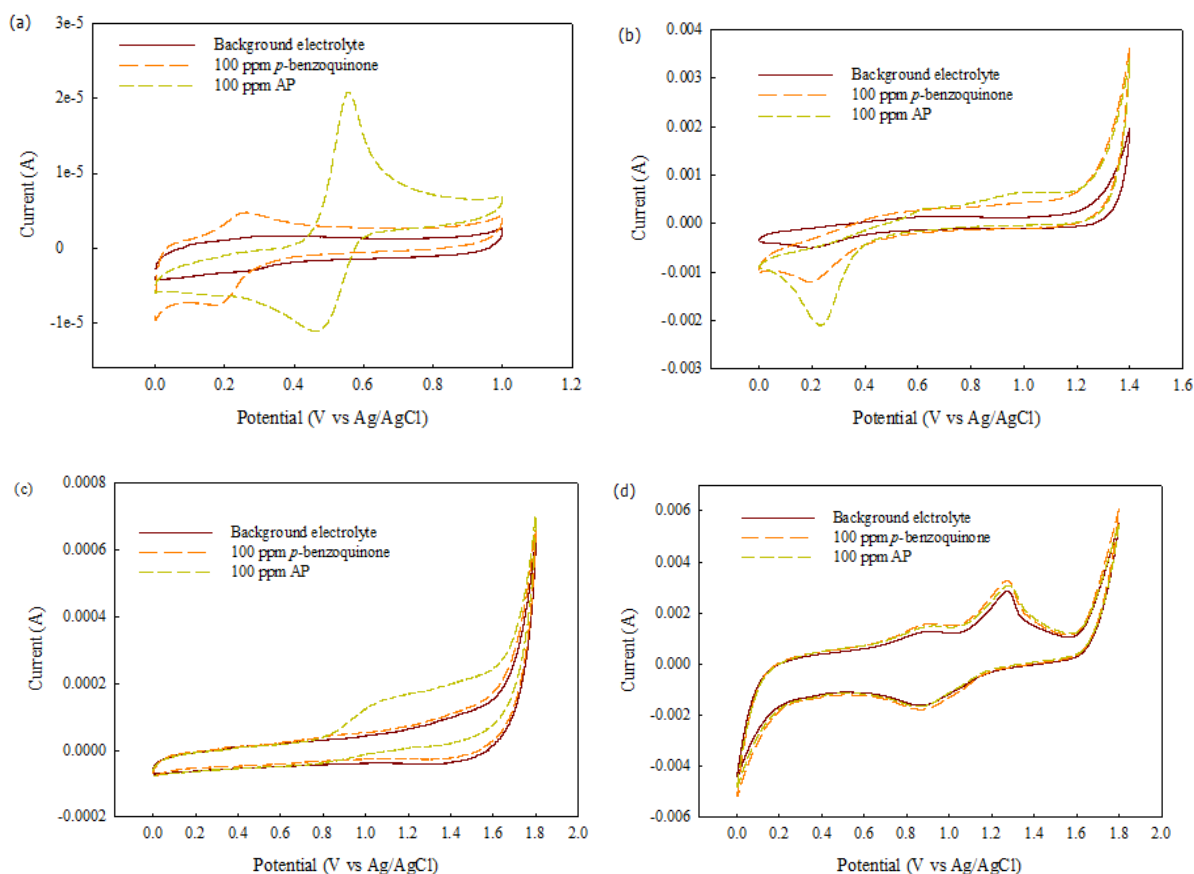 (a)
3e-5
2e-5
1e-5
0
-1e-5
Current (A)
Background electrolyte
100 ppm p-benzoquinone
100 ppm AP
0.0 0.2 0.4 0.6 0.8 1.0 1.2
Potential (V vs Ag/AgCl)
(b)
0.004
0.003
0.002
0.001
0.000
-0.001
-0.002
-0.003
Current (A)
Background electrolyte
100 ppm p-benzoquinone
100 ppm AP
0.0 0.2 0.4 0.6 0.8 1.0 1.2 1.4 1.6
Potential (V vs Ag/AgCl)
(c)
0.0008
0.0006
0.0004
0.0002
0.0000
-0.0002
Current (A)
Background electrolyte
100 ppm p-benzoquinone
100 ppm AP
0.0 0.2 0.4 0.6 0.8 1.0 1.2 1.4 1.6 1.8 2.0
Potential (V vs Ag/AgCl)
(d)
0.006
0.004
0.002
0.000
-0.002
-0.004
-0.006
Current (A)
Background elctrolyte
100 ppm p-benzoquinone
100 ppm AP
0.0 0.2 0.4 0.6 0.8 1.0 1.2 1.4 1.6 1.8 2.0
Potential (V vs Ag/AgCl)